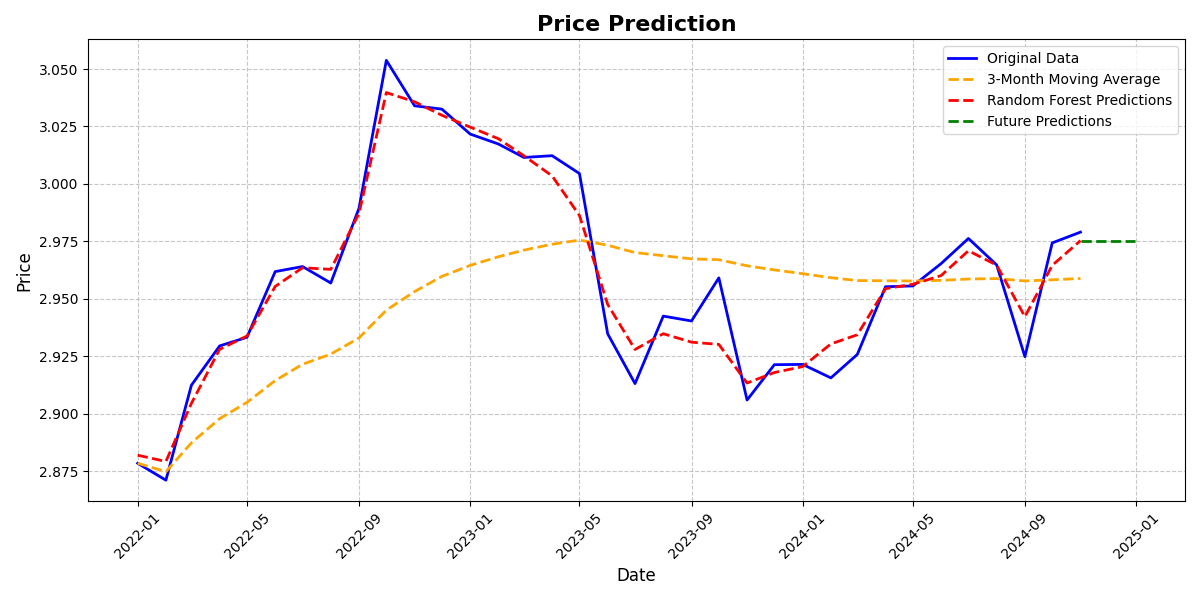 Price Prediction
Original Data
3-Month Moving Average
Random Forest Predictions
Future Predictions
Price
3.050
3.025
3.000
2.975
2.950
2.925
2.900
2.875
2022-01
2022-05
2022-09
2023-01
2023-05
2023-09
2024-01
2024-05
2024-09
2025-01
Date